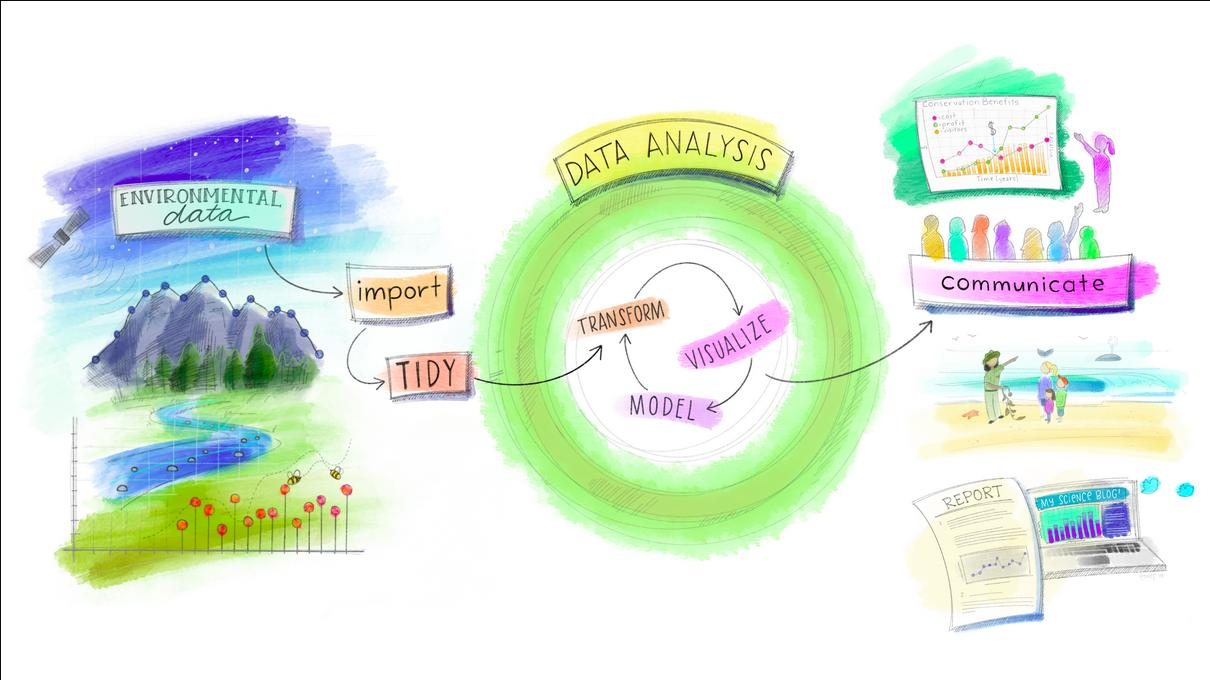 ENVIRONMENTAL
data
import
TIDY
DATA ANALYSIS
TRANSFORM
VISUALIZE
MODEL
Conservation Benefits
cost
profit
visitors
$
Time (years)
communicate
REPORT
MY SCIENCE BLOG!